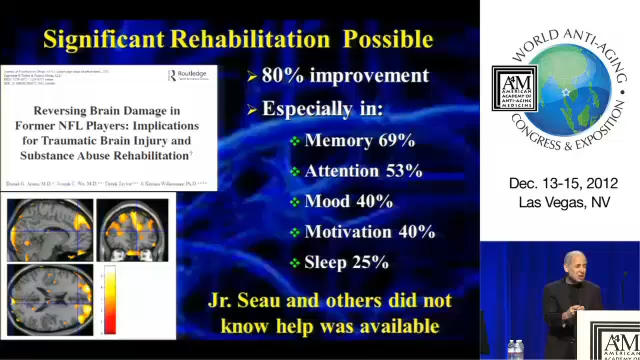 Significant Rehabilitation Possible
Routledge
Reversing Brain Damage in
Former NFL Players: Implications
for Traumatic Brain Injury and
Substance Abuse Rehabilitation†
➢ 80% improvement
➢ Especially in:
❖ Memory 69%
❖ Attention 53%
❖ Mood 40%
❖ Motivation 40%
❖ Sleep 25%
Jr. Seau and others did not
know help was available
WORLD ANTI-AGING
A4M
AMERICAN
ACADEMY OF
ANTI-AGING
MEDICINE
CONGRESS & EXPOSITION
Dec. 13-15, 2012
Las Vegas, NV
A4M
AMERICAN ACADEMY